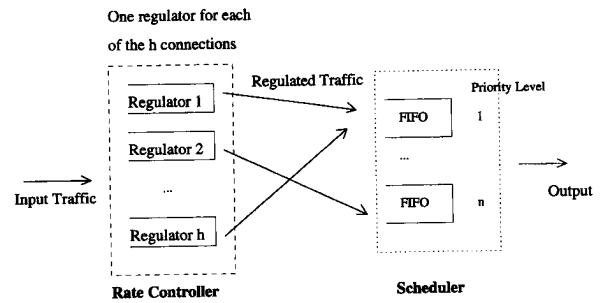 One regulator for each
of the h connections
Regulated Traffic
Priority Level
Regulator 1
FIFO
1
Regulator 2
...
...
Input Traffic
Output
FIFO
n
Regulator h
Rate Controller
Scheduler